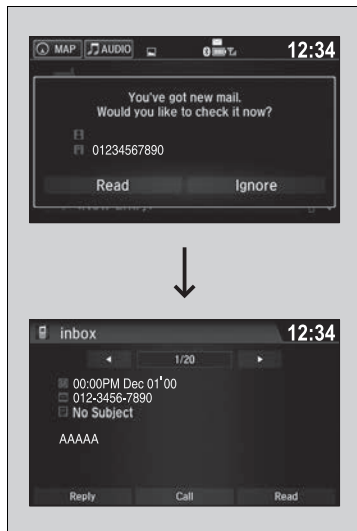 MAP AUDIO 12:34
You've got new mail.
Would you like to check it now?
01234567890
Read Ignore
inbox 12:34
1/20
00:00PM Dec 01'00
012-3456-7890
No Subject
AAAAA
Reply Call Read